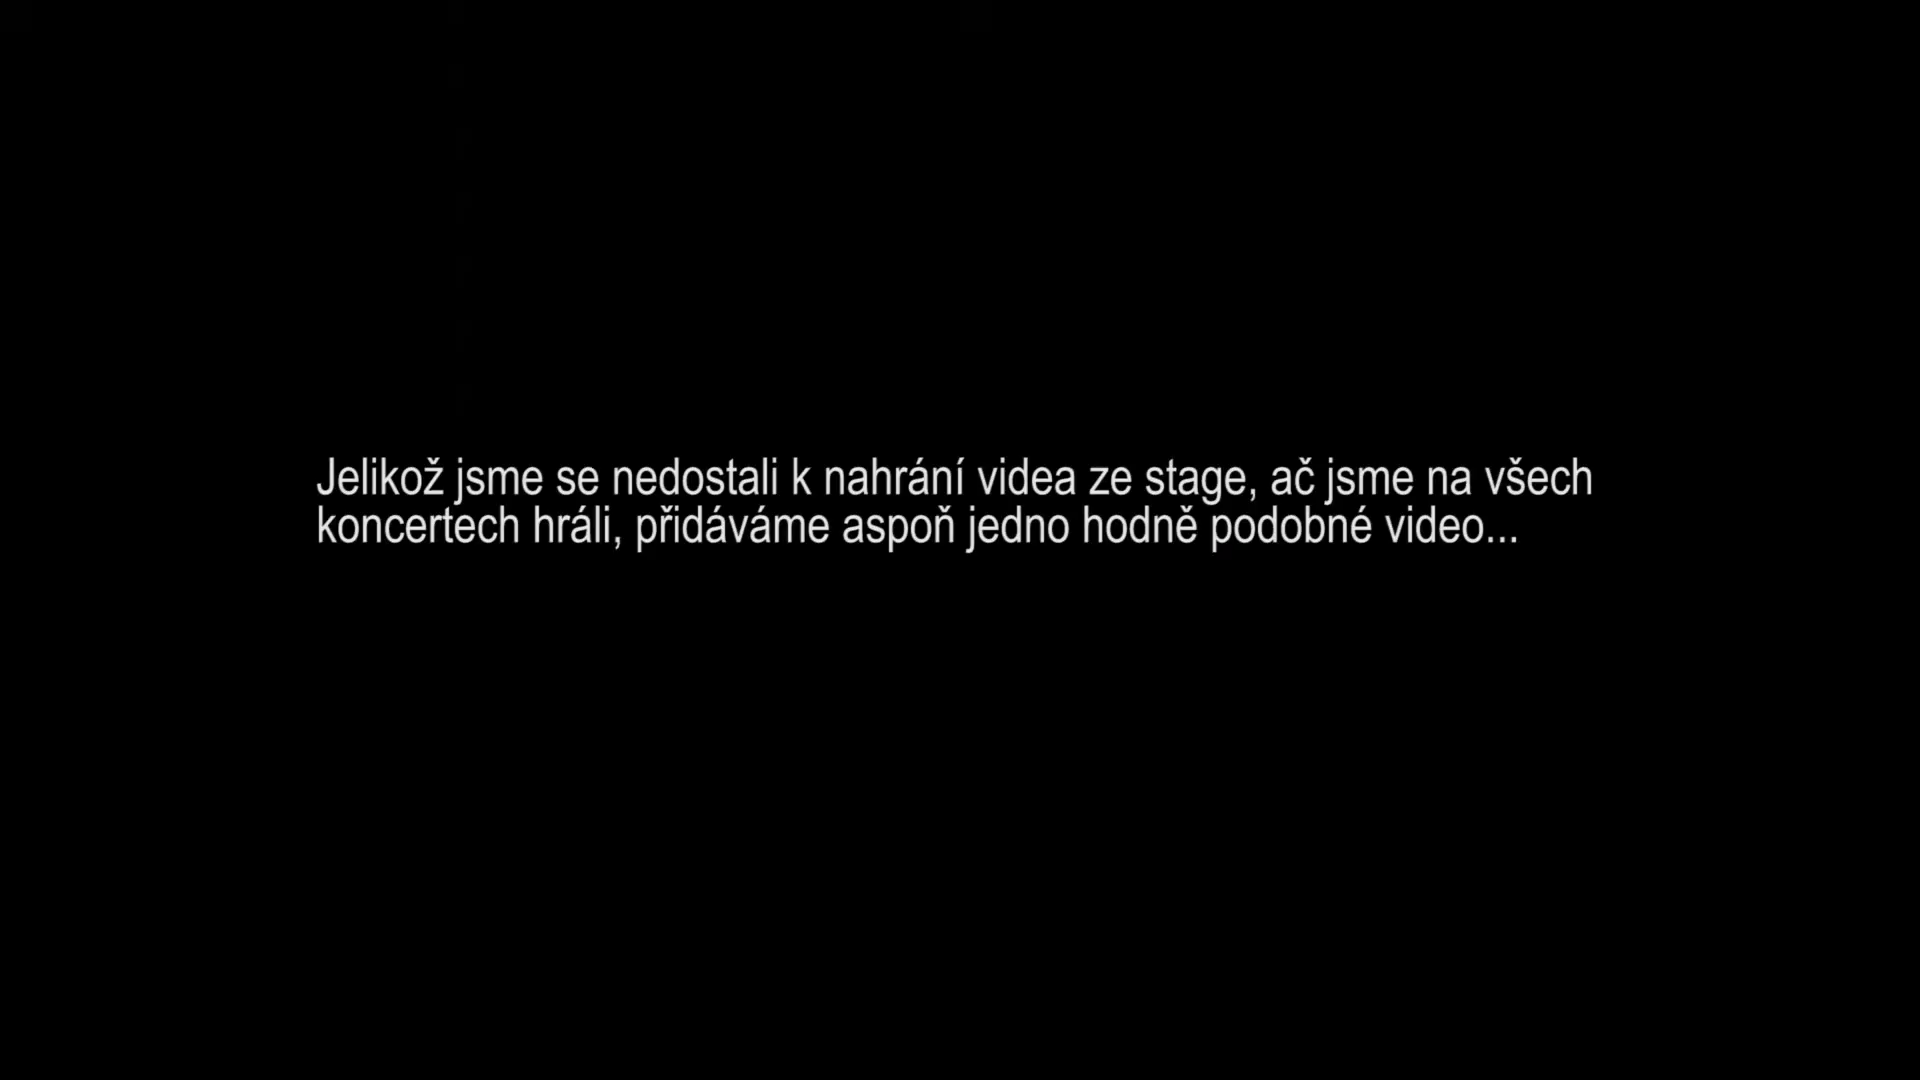 Jelikož jsme se nedostali k nahrání videa ze stage, ač jsme na všech
koncertech hráli, přidáváme aspoň jedno hodně podobné video...